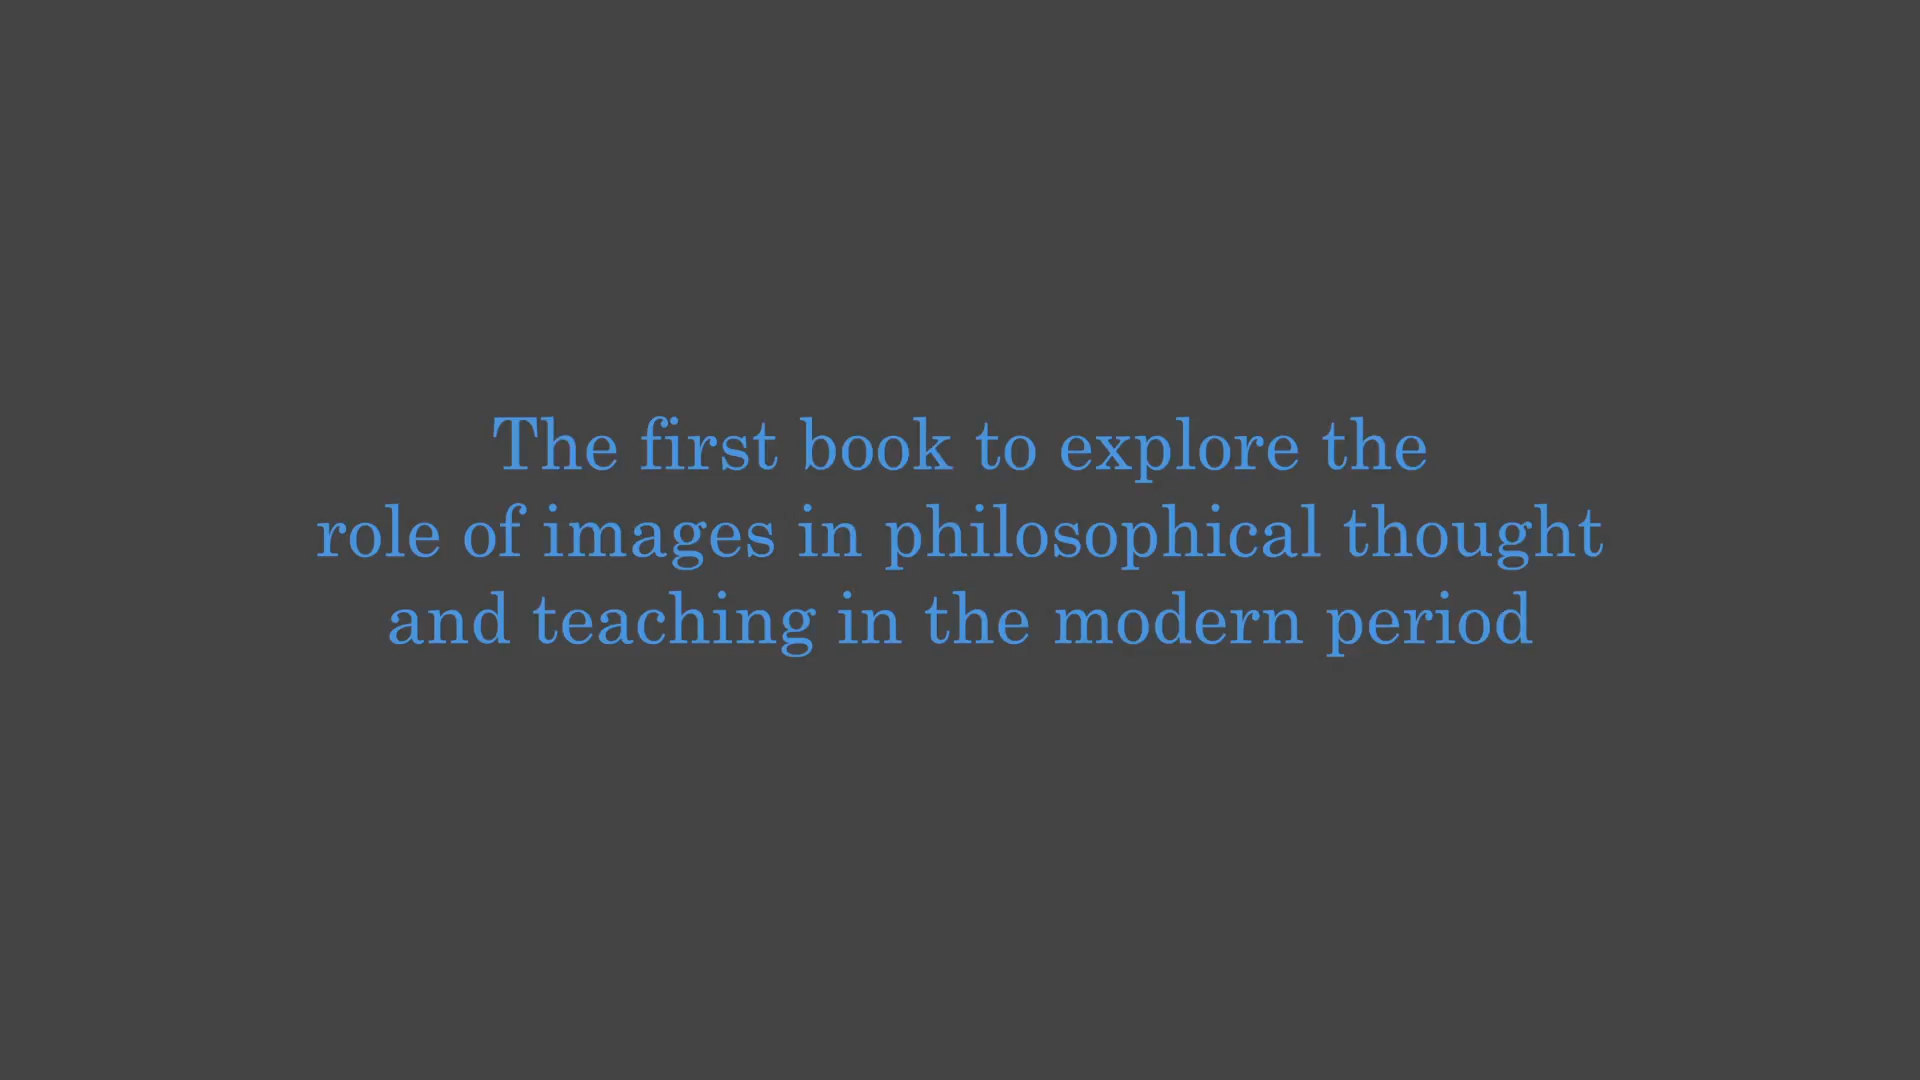 The first book to explore the
role of images in philosophical thought
and teaching in the modern period